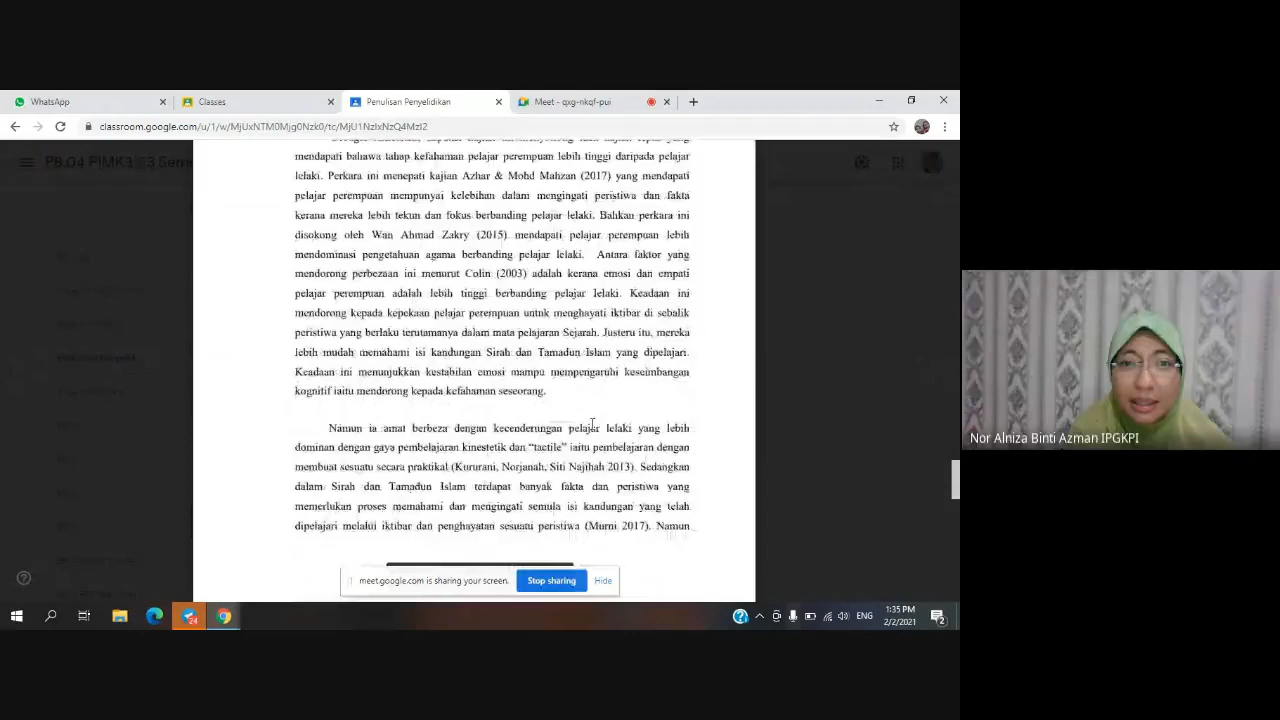 WhatsApp
Classes
Penulisan Penyelidikan
Meet - qxg-nkqf-pui
classroom.google.com/u/1/w/MjUxNTM0Mjg0Nzk0/tc/MjU1NzIxNzQ4MzI2
mendapati bahawa tahap kefahaman pelajar perempuan lebih tinggi daripada pelajar
lelaki. Perkara ini menepati kajian Azhar & Mohd Mahzan (2017) yang mendapati
pelajar perempuan mempunyai kelebihan dalam mengingati peristiwa dan fakta
kerana mereka lebih tekun dan fokus berbanding pelajar lelaki. Bahkan perkara ini
disokong oleh Wan Ahmad Zakry (2015) mendapati pelajar perempuan lebih
mendominasi pengetahuan agama berbanding pelajar lelaki. Antara faktor yang
mendorong perbezaan ini menurut Colin (2003) adalah kerana emosi dan empati
pelajar perempuan adalah lebih tinggi berbanding pelajar lelaki. Keadaan ini
mendorong kepada kepekaan pelajar perempuan untuk menghayati iktibar di sebalik
peristiwa yang berlaku terutamanya dalam mata pelajaran Sejarah. Justeru itu, mereka
lebih mudah memahami isi kandungan Sirah dan Tamadun Islam yang dipelajari.
Keadaan ini menunjukkan kestabilan emosi mampu mempengaruhi keseimbangan
kognitif iaitu mendorong kepada kefahaman seseorang.
Namun ia amat berbeza dengan kecenderungan pelajar lelaki yang lebih
dominan dengan gaya pembelajaran kinestetik dan “tactile” iaitu pembelajaran dengan
membuat sesuatu secara praktikal (Kururani, Norjanah, Siti Najihah 2013). Sedangkan
dalam Sirah dan Tamadun Islam terdapat banyak fakta dan peristiwa yang
memerlukan proses memahami dan mengingati semula isi kandungan yang telah
dipelajari melalui iktibar dan penghayatan sesuatu peristiwa (Murni 2017). Namun
meet.google.com is sharing your screen.
Stop sharing
Hide
24
ENG
1:35 PM
2/2/2021
2
Nor Alniza Binti Azman IPGKPI